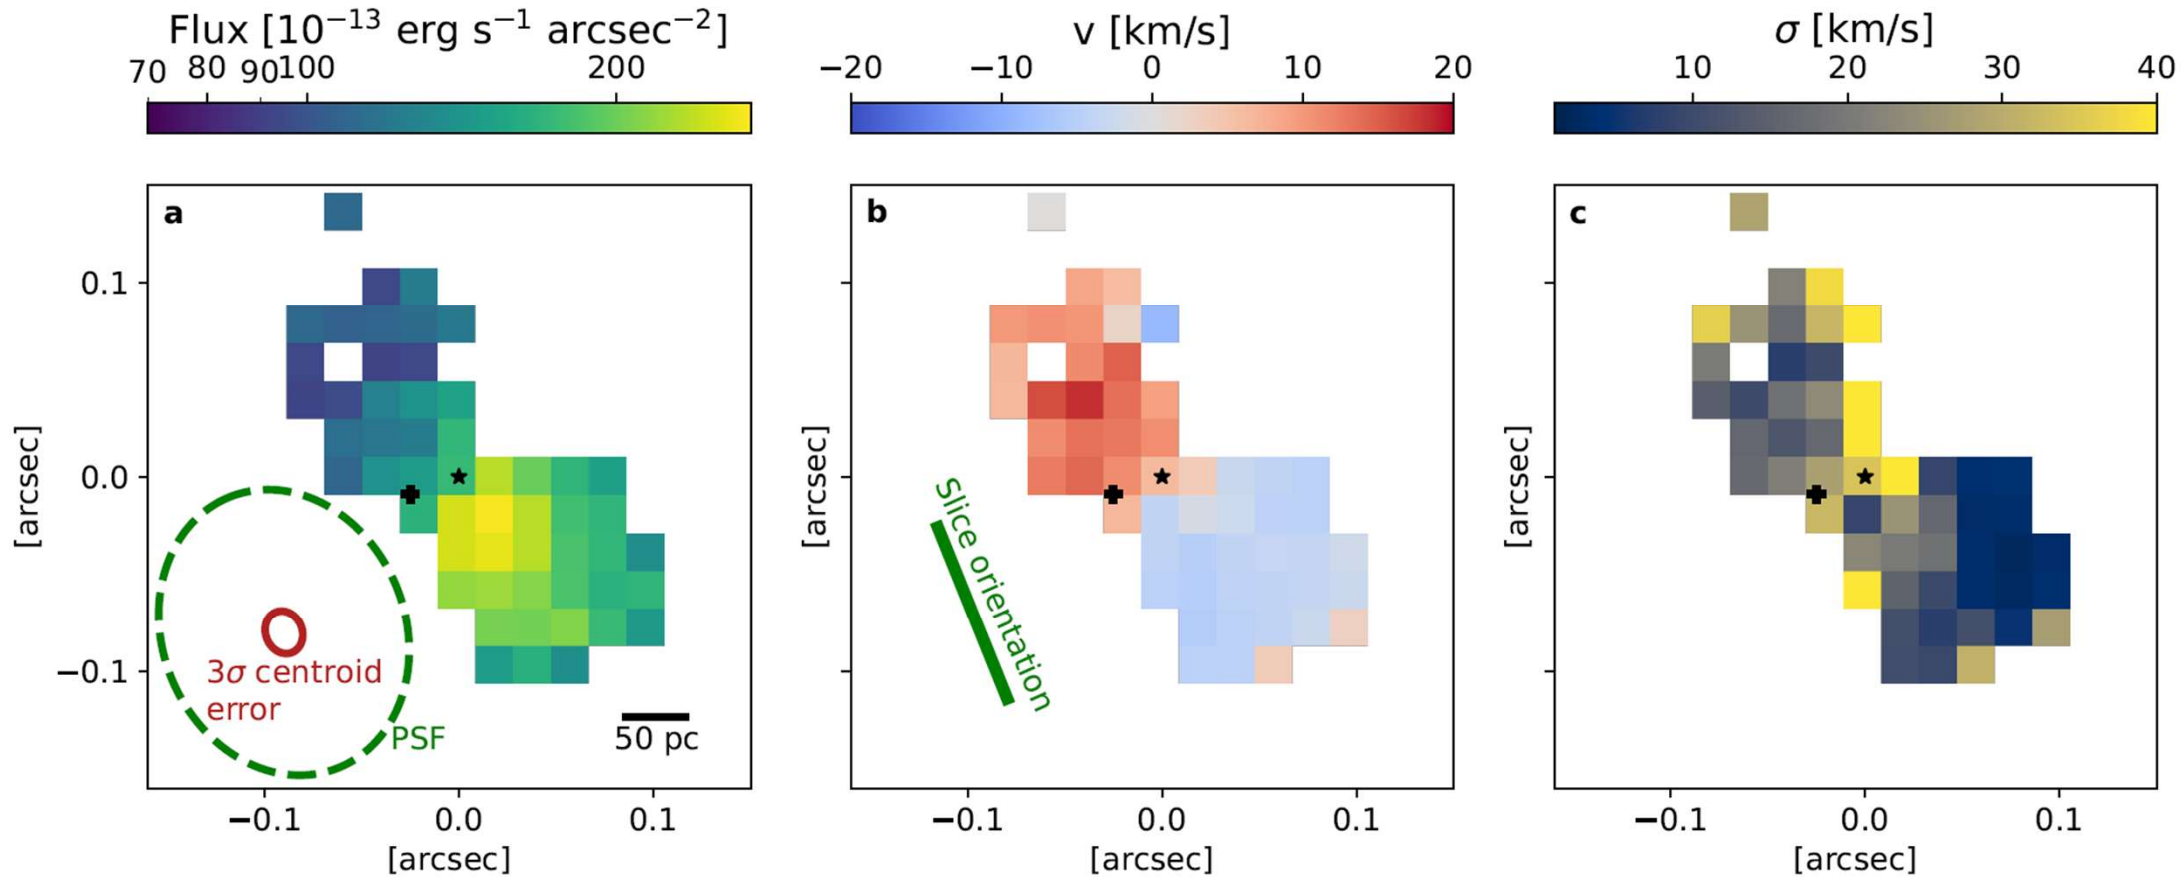 Flux [10⁻¹³ erg s⁻¹ arcsec⁻²]
70 80 90 100 200
v [km/s]
−20 −10 0 10 20
σ [km/s]
10 20 30 40
a
b
c
[arcsec]
0.1
0.0
−0.1
3σ centroid
error
PSF
50 pc
−0.1 0.0 0.1
[arcsec]
[arcsec]
Slice orientation
−0.1 0.0 0.1
[arcsec]
[arcsec]
−0.1 0.0 0.1
[arcsec]